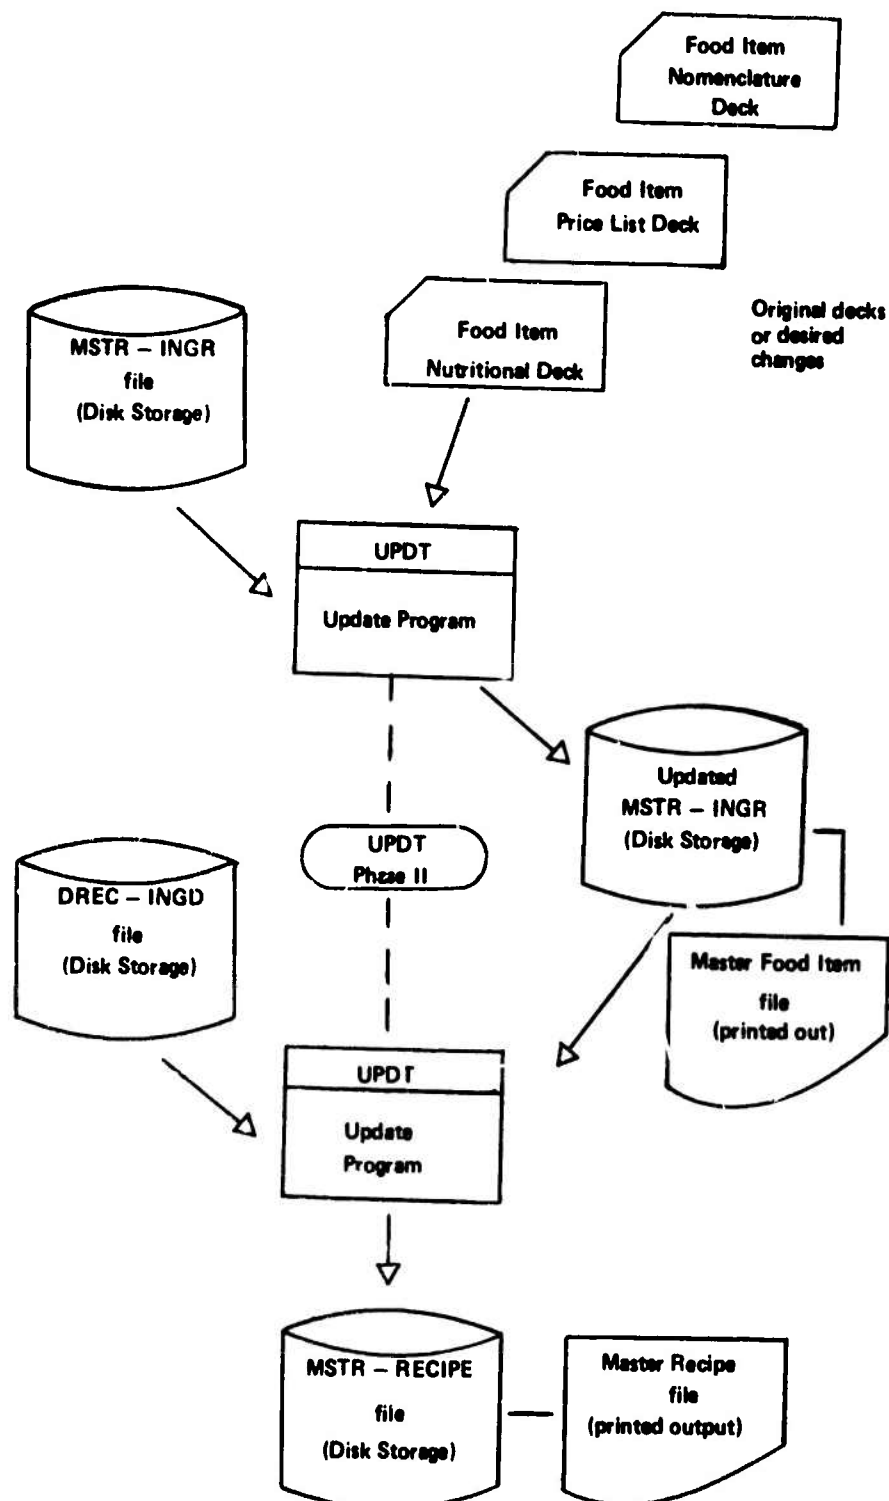 Food Item
Nomenclature
Deck
Food Item
Price List Deck
Food Item
Nutritional Deck
Original decks
or desired
changes
MSTR – INGR
file
(Disk Storage)
UPDT
Update Program
Updated
MSTR – INGR
(Disk Storage)
UPDT
Phase II
DREC – INGD
file
(Disk Storage)
Master Food Item
file
(printed out)
UPDT
Update
Program
MSTR – RECIPE
file
(Disk Storage)
Master Recipe
file
(printed output)